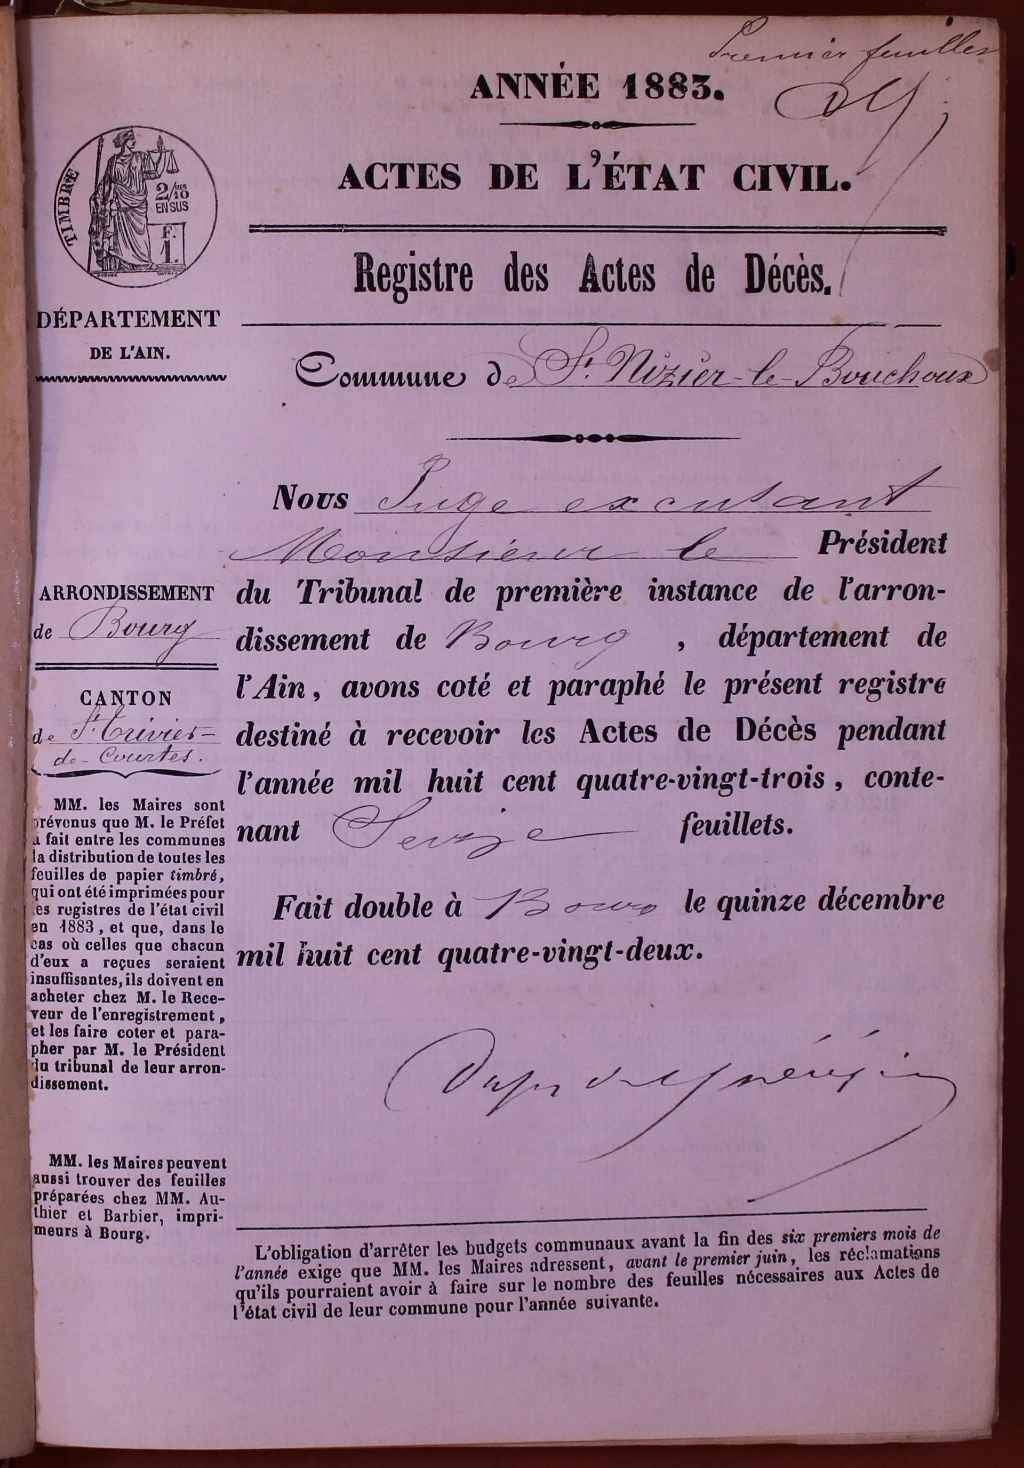 Premier feuillet
ANNÉE 1883.
ACTES DE L'ÉTAT CIVIL.
TIMBRE
2/10 EN SUS
F. 1.
Registre des Actes de Décès.
DÉPARTEMENT
DE L'AIN.
Commune de St. Nizier-le-Bouchoux
Nous Juge excusant
Monsieur le Président
du Tribunal de première instance de l'arron-
dissement de Bourg, département de
l'Ain, avons coté et paraphé le présent registre
destiné à recevoir les Actes de Décès pendant
l'année mil huit cent quatre-vingt-trois, conte-
nant Seize feuillets.
Fait double à Bourg le quinze décembre
mil huit cent quatre-vingt-deux.
ARRONDISSEMENT
de Bourg
CANTON
de St. Trivier-
de-Courtes.
MM. les Maires sont
prévenus que M. le Préfet
a fait entre les communes
la distribution de toutes les
feuilles de papier timbré,
qui ont été imprimées pour
les registres de l'état civil
en 1883, et que, dans le
cas où celles que chacun
d'eux a reçues seraient
insuffisantes, ils doivent en
acheter chez M. le Rece-
veur de l'enregistrement,
et les faire coter et para-
pher par M. le Président
du tribunal de leur arron-
dissement.
MM. les Maires peuvent
aussi trouver des feuilles
préparées chez MM. Au-
thier et Barbier, impri-
meurs à Bourg.
L'obligation d'arrêter les budgets communaux avant la fin des six premiers mois de
l'année exige que MM. les Maires adressent, avant le premier juin, les réclamations
qu'ils pourraient avoir à faire sur le nombre des feuilles nécessaires aux Actes de
l'état civil de leur commune pour l'année suivante.